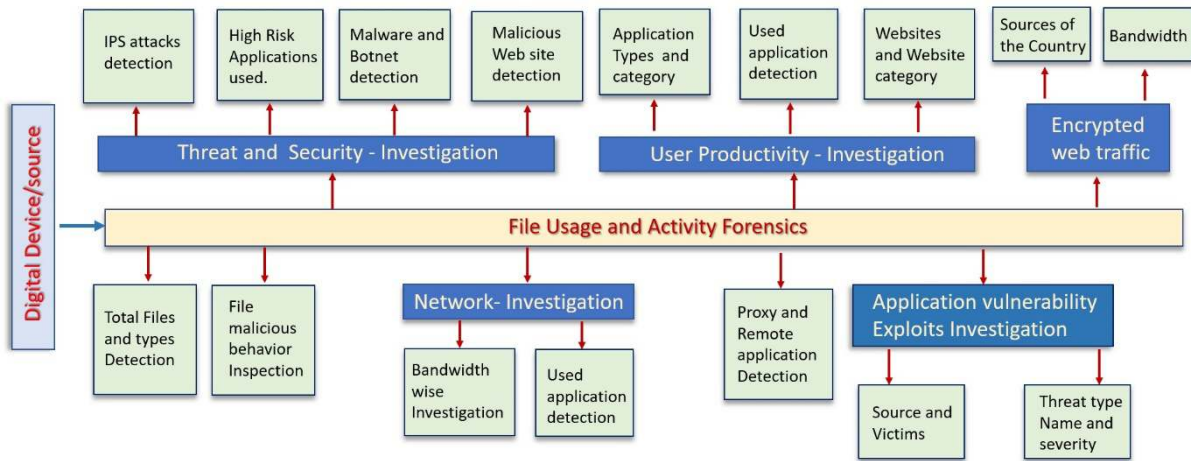 IPS attacks
detection
High Risk
Applications
used.
Malware and
Botnet
detection
Malicious
Web site
detection
Application
Types and
category
Used
application
detection
Websites
and Website
category
Sources of
the Country
Bandwidth
Threat and Security - Investigation
User Productivity - Investigation
Encrypted
web traffic
Digital Device/source
File Usage and Activity Forensics
Total Files
and types
Detection
File
malicious
behavior
Inspection
Network- Investigation
Bandwidth
wise
Investigation
Used
application
detection
Proxy and
Remote
application
Detection
Application vulnerability
Exploits Investigation
Source and
Victims
Threat type
Name and
severity